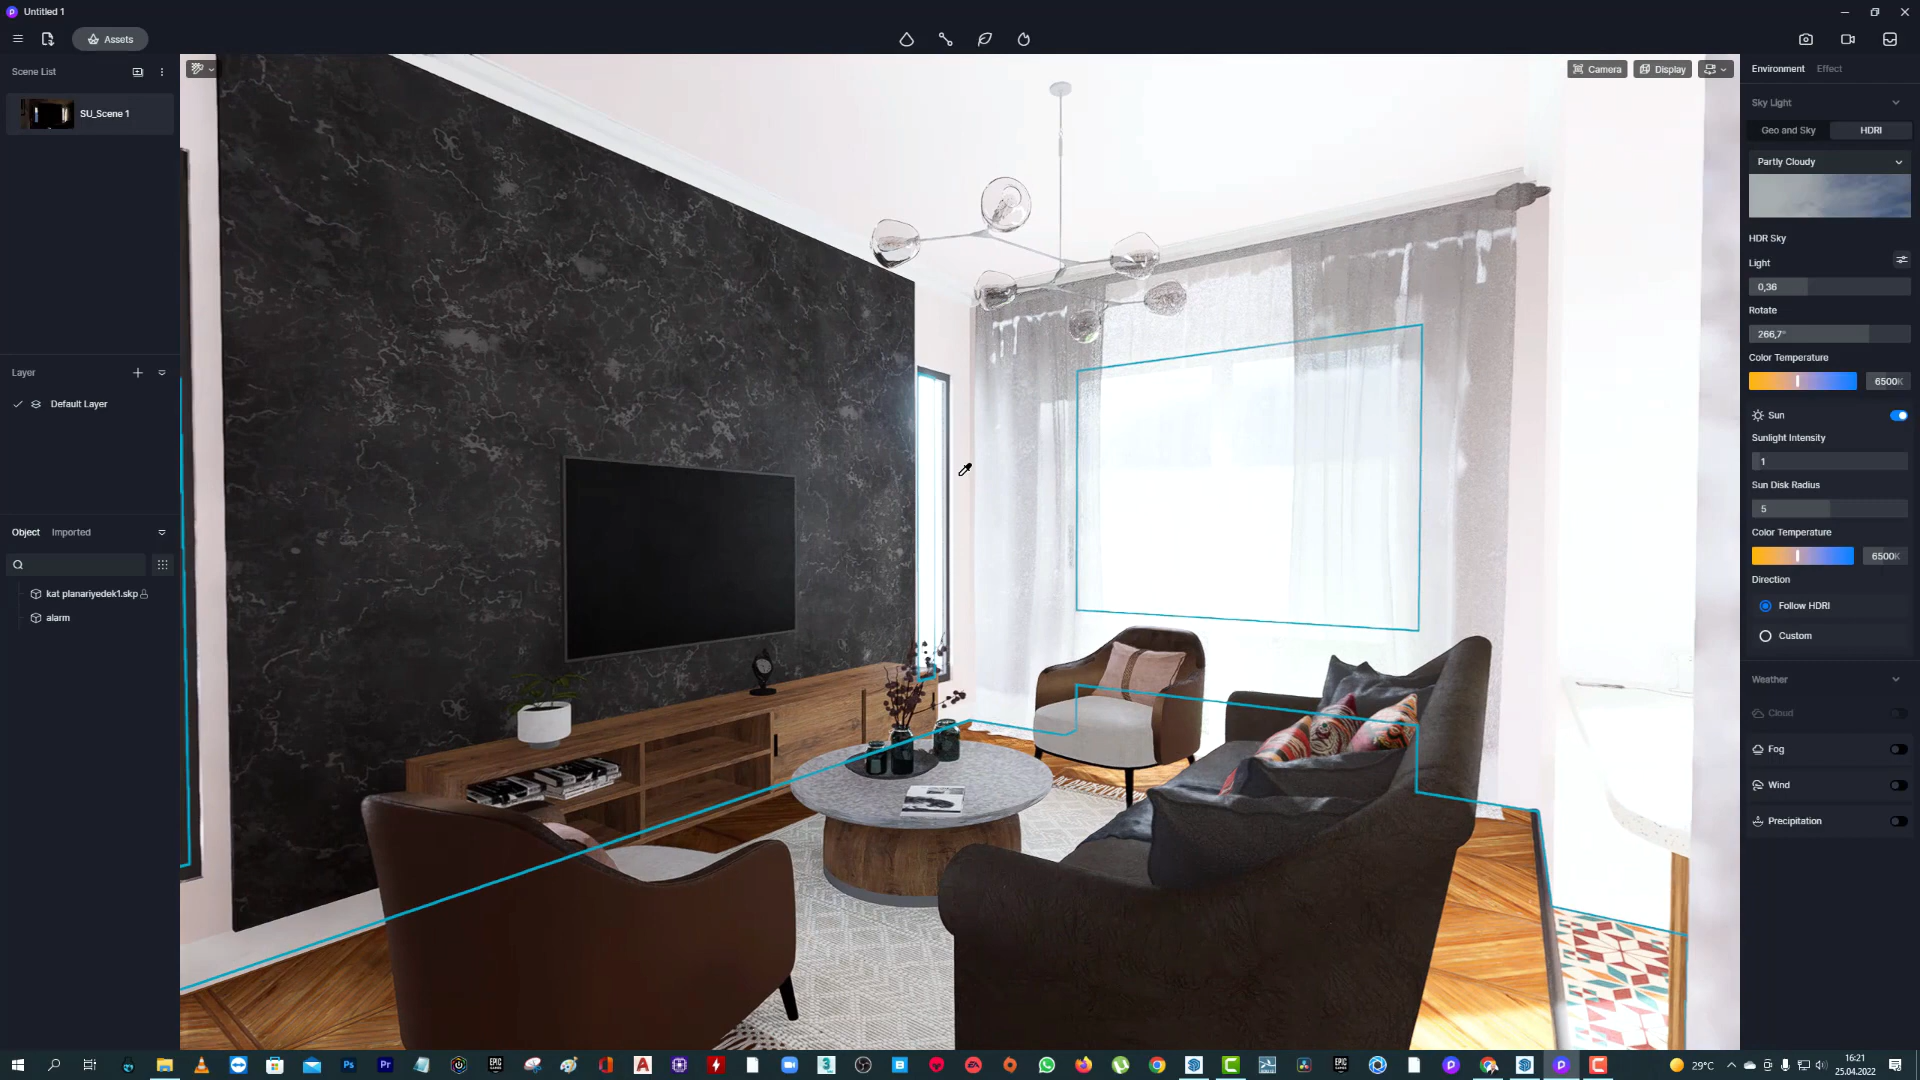 Untitled 1
Assets
Scene List
SU_Scene 1
Layer
Default Layer
Object
Imported
kat planariyedek1.skp
alarm
Camera
Display
Environment
Effect
Sky Light
Geo and Sky
HDRI
Partly Cloudy
HDR Sky
Light
0,36
Rotate
266,7°
Color Temperature
6500K
Sun
Sunlight Intensity
1
Sun Disk Radius
5
Color Temperature
6500K
Direction
Follow HDRI
Custom
Weather
Cloud
Fog
Wind
Precipitation
29°C
16:21
25.04.2022